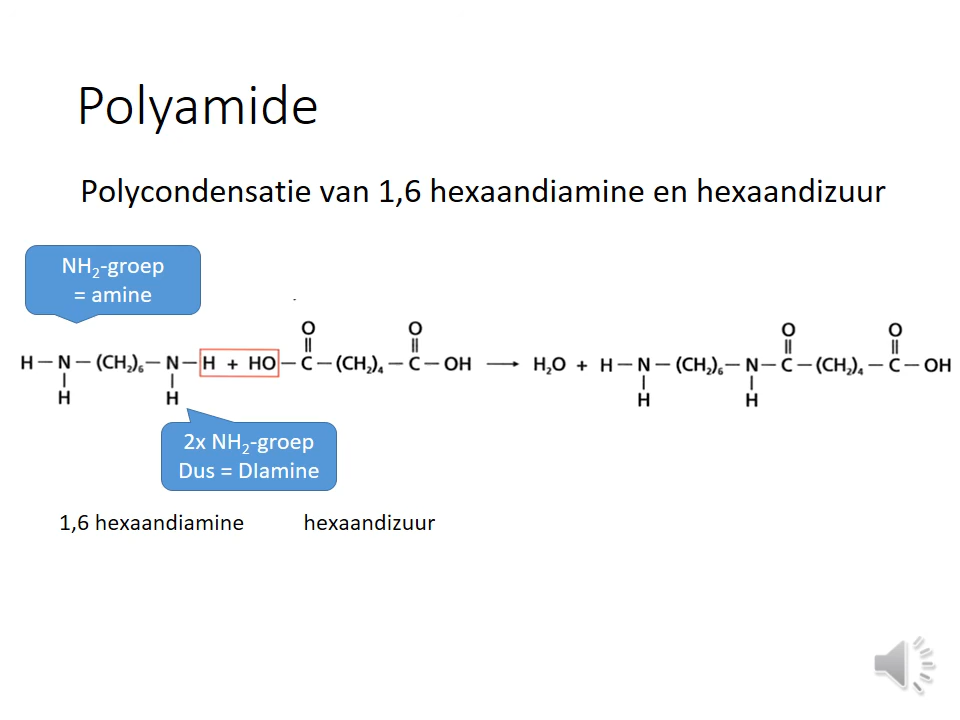 Polyamide
Polycondensatie van 1,6 hexaandiamine en hexaandizuur
NH₂-groep
= amine
O O O O
|| || || ||
H — N — (CH₂)₆ — N — H + HO — C — (CH₂)₄ — C — OH ⟶ H₂O + H — N — (CH₂)₆ — N — C — (CH₂)₄ — C — OH
| | | |
H H H H
2x NH₂-groep
Dus = DIamine
1,6 hexaandiamine hexaandizuur